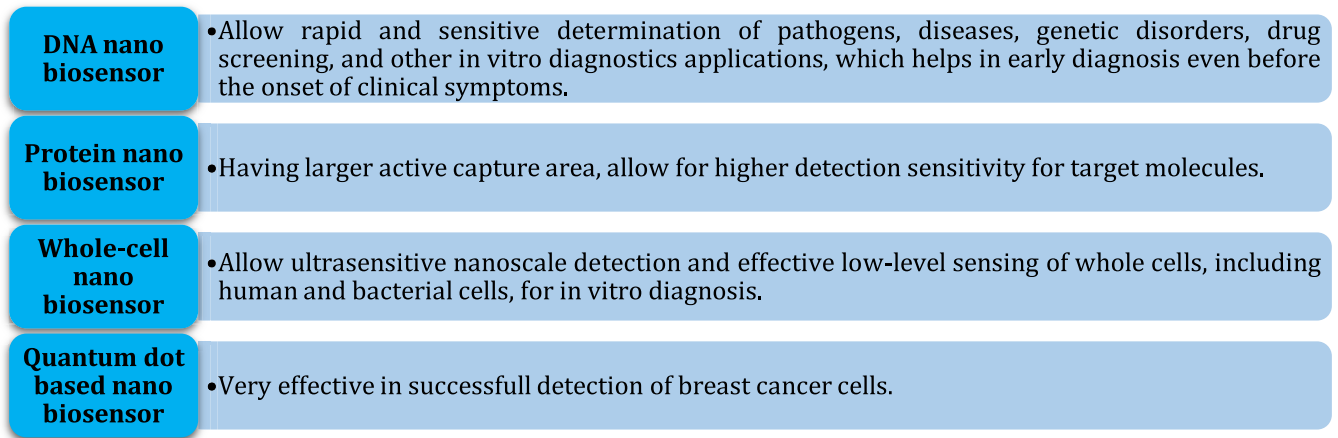 DNA nano
biosensor
•Allow rapid and sensitive determination of pathogens, diseases, genetic disorders, drug
screening, and other in vitro diagnostics applications, which helps in early diagnosis even before
the onset of clinical symptoms.
Protein nano
biosensor
•Having larger active capture area, allow for higher detection sensitivity for target molecules.
Whole-cell
nano
biosensor
•Allow ultrasensitive nanoscale detection and effective low-level sensing of whole cells, including
human and bacterial cells, for in vitro diagnosis.
Quantum dot
based nano
biosensor
•Very effective in successfull detection of breast cancer cells.